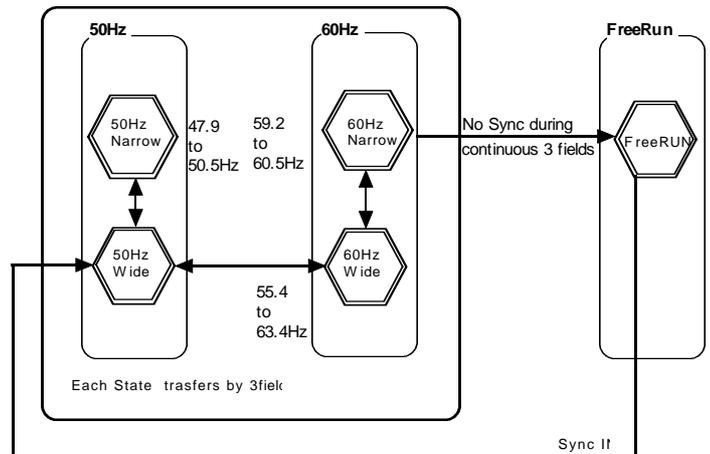 50Hz
60Hz
FreeRun
50Hz
Narrow
47.9
to
50.5Hz
59.2
to
60.5Hz
60Hz
Narrow
No Sync during
continuous 3 fields
FreeRUN
50Hz
Wide
60Hz
Wide
55.4
to
63.4Hz
Each State trasfers by
Sync